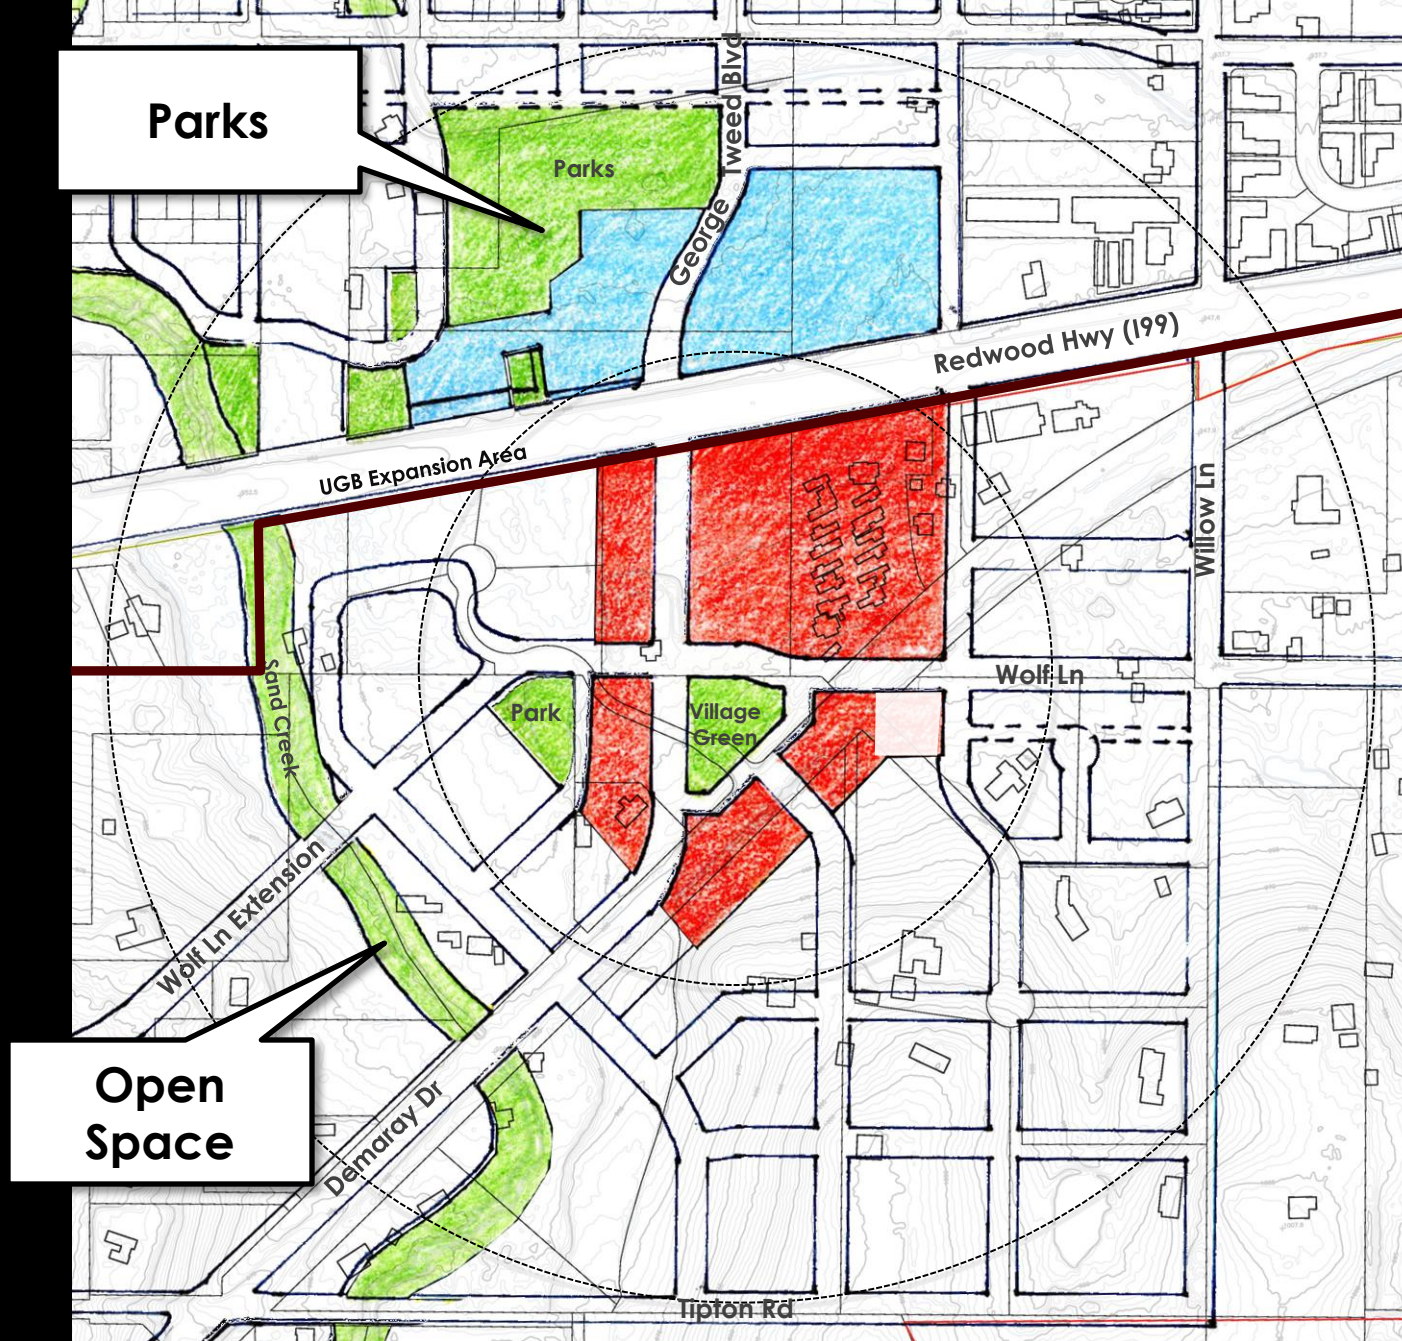 Parks
Parks
George Tweed Blvd
Redwood Hwy (199)
UGB Expansion Area
Willow Ln
Sand Creek
Wolf Ln
Park
Village
Green
Wolf Ln Extension
Open
Space
Demaray Dr
Tipton Rd